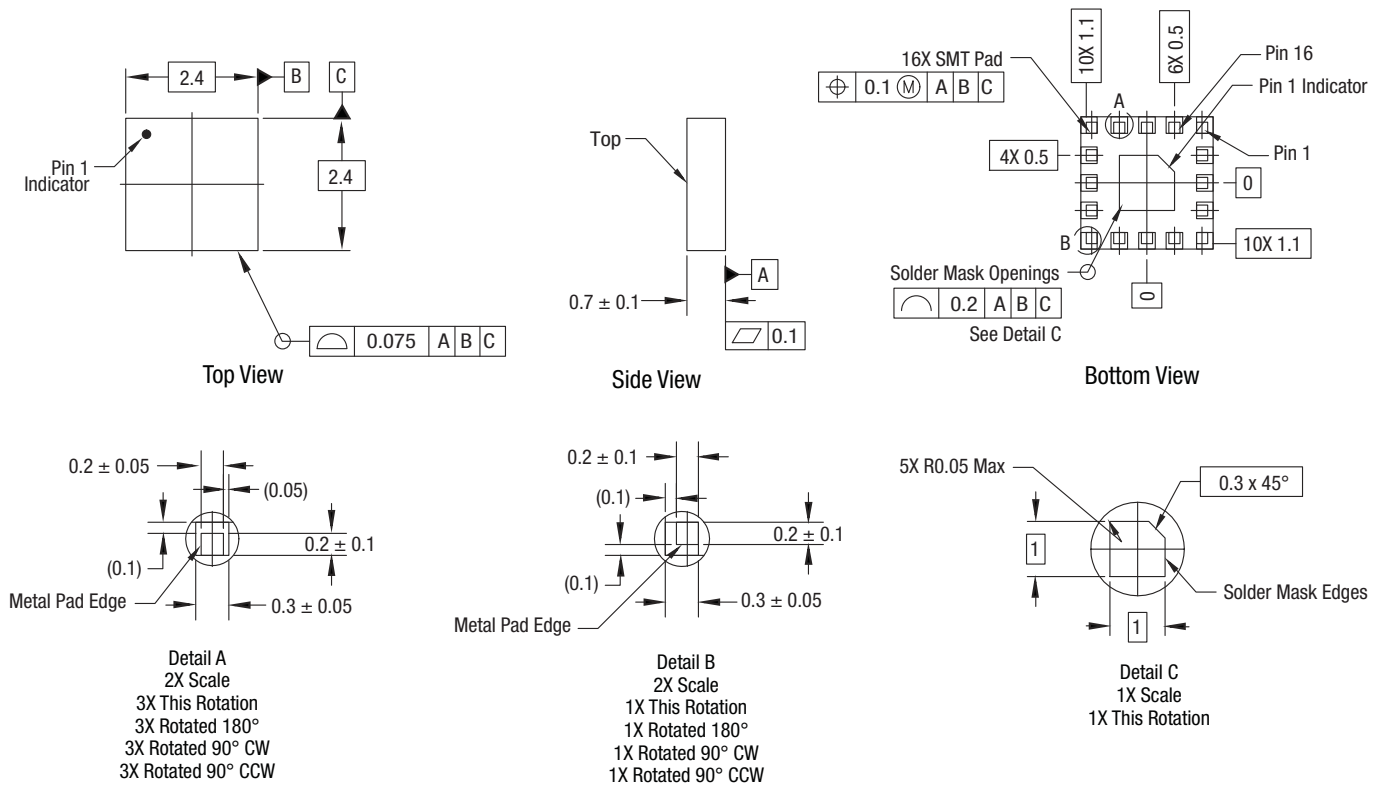 2.4
B
C
Pin 1
Indicator
2.4
0.075 A B C
Top View
Top
A
0.7 ± 0.1
0.1
Side View
16X SMT Pad
10X 1.1
6X 0.5
Pin 16
⌖ 0.1 Ⓜ A B C
Pin 1 Indicator
A
4X 0.5
Pin 1
0
B
10X 1.1
Solder Mask Openings
0
0.2 A B C
See Detail C
Bottom View
0.2 ± 0.05
(0.05)
0.2 ± 0.1
(0.1)
Metal Pad Edge
0.3 ± 0.05
Detail A
2X Scale
3X This Rotation
3X Rotated 180°
3X Rotated 90° CW
3X Rotated 90° CCW
0.2 ± 0.1
(0.1)
0.2 ± 0.1
(0.1)
0.3 ± 0.05
Metal Pad Edge
Detail B
2X Scale
1X This Rotation
1X Rotated 180°
1X Rotated 90° CW
1X Rotated 90° CCW
5X R0.05 Max
0.3 x 45°
1
Solder Mask Edges
1
Detail C
1X Scale
1X This Rotation